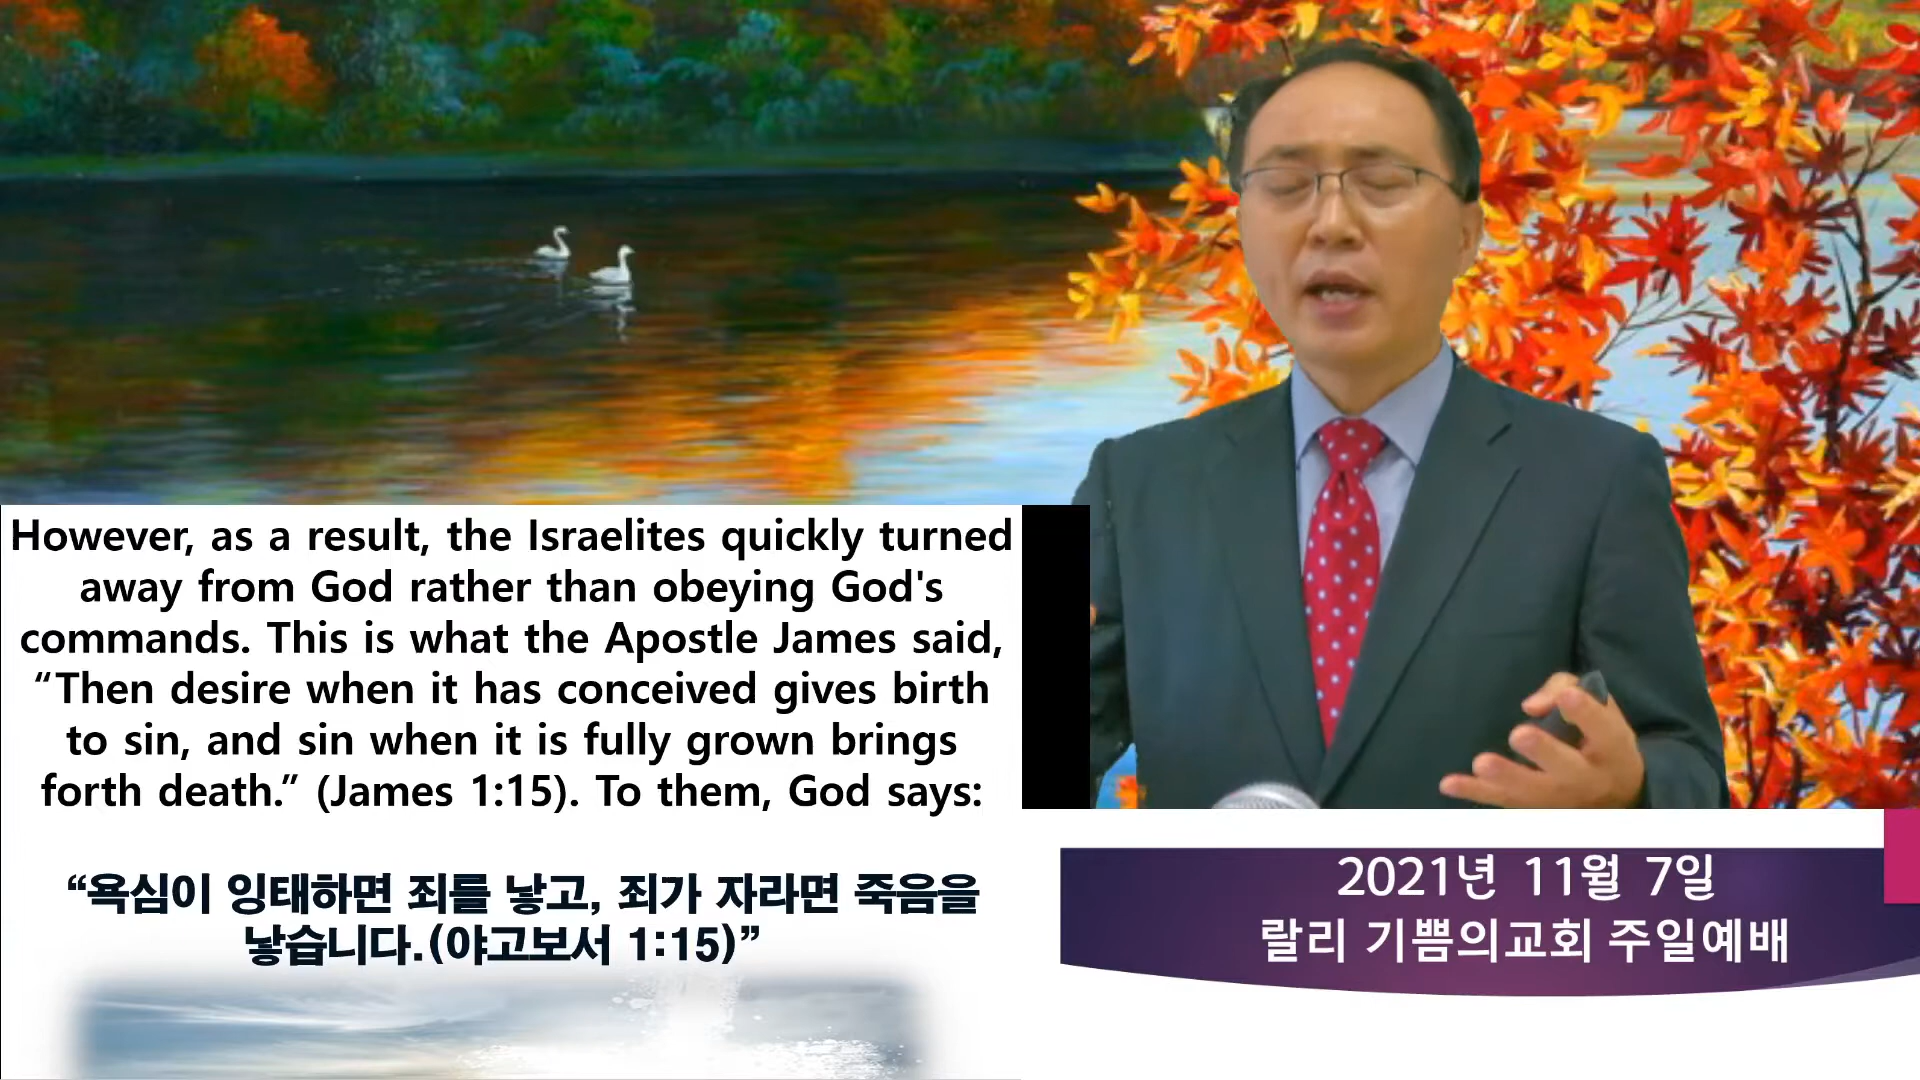 However, as a result, the Israelites quickly turned
away from God rather than obeying God's
commands. This is what the Apostle James said,
“Then desire when it has conceived gives birth
to sin, and sin when it is fully grown brings
forth death.” (James 1:15). To them, God says:
“욕심이 잉태하면 죄를 낳고, 죄가 자라면 죽음을
낳습니다.(야고보서 1:15)”
2021년 11월 7일
랄리 기쁨의교회 주일예배